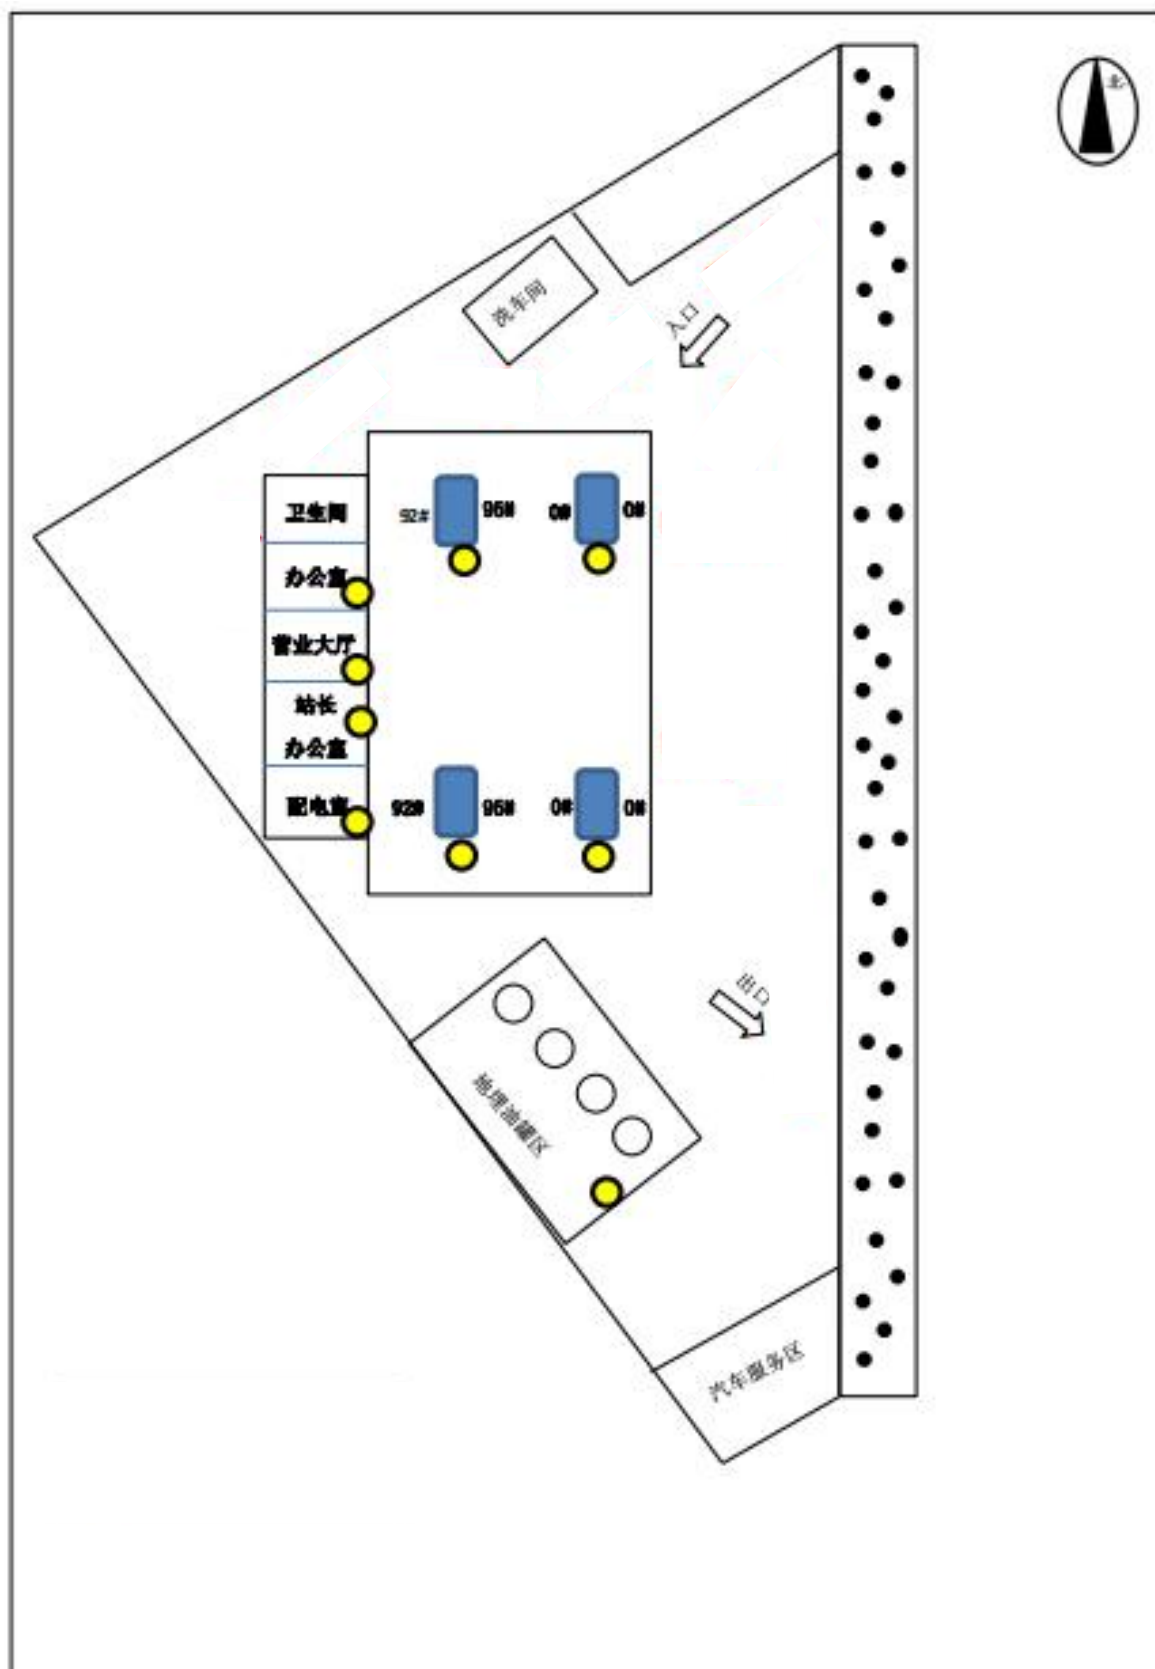 北
洗车间
入口
卫生间
92#
95#
0#
0#
办公室
营业大厅
站长
办公室
配电室
92#
95#
0#
0#
出口
地埋油罐区
汽车服务区